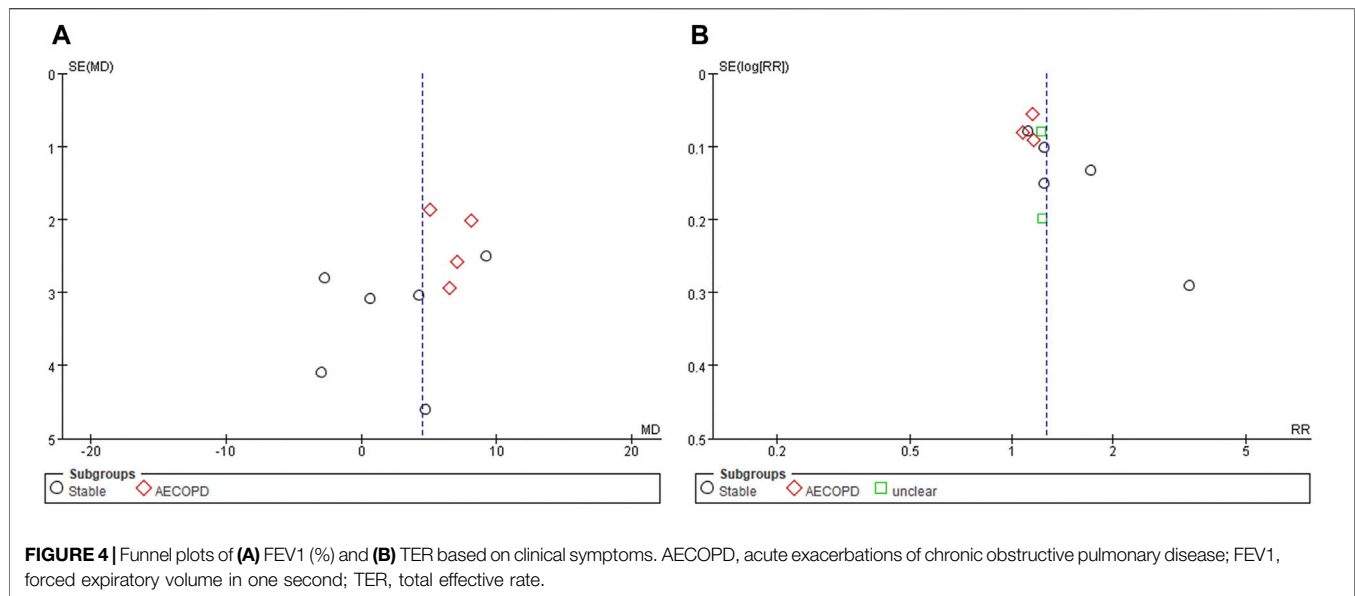 A
SE(MD)
0
1
2
3
4
5
-20
-10
0
10
20
MD
Subgroups
Stable
AECOPD
B
SE(log[RR])
0
0.1
0.2
0.3
0.4
0.5
0.2
0.5
1
2
5
RR
Subgroups
Stable
AECOPD
unclear
FIGURE 4 | Funnel plots of (A) FEV1 (%) and (B) TER based on clinical symptoms. AECOPD, acute exacerbations of chronic obstructive pulmonary disease; FEV1,
forced expiratory volume in one second; TER, total effective rate.